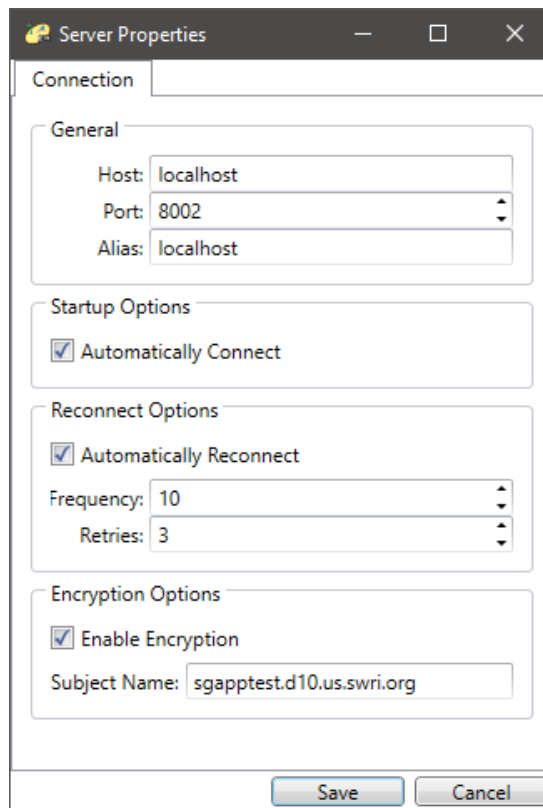 Server Properties
Connection
General
Host: localhost
Port: 8002
Alias: localhost
Startup Options
Automatically Connect
Reconnect Options
Automatically Reconnect
Frequency: 10
Retries: 3
Encryption Options
Enable Encryption
Subject Name: sgapptest.d10.us.swri.org
Save Cancel